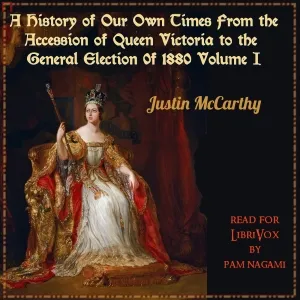 A History of Our Own Times From the
Accession of Queen Victoria to the
General Election Of 1880 Volume I
Justin McCarthy
READ FOR
LIBRIVOX
BY
PAM NAGAMI